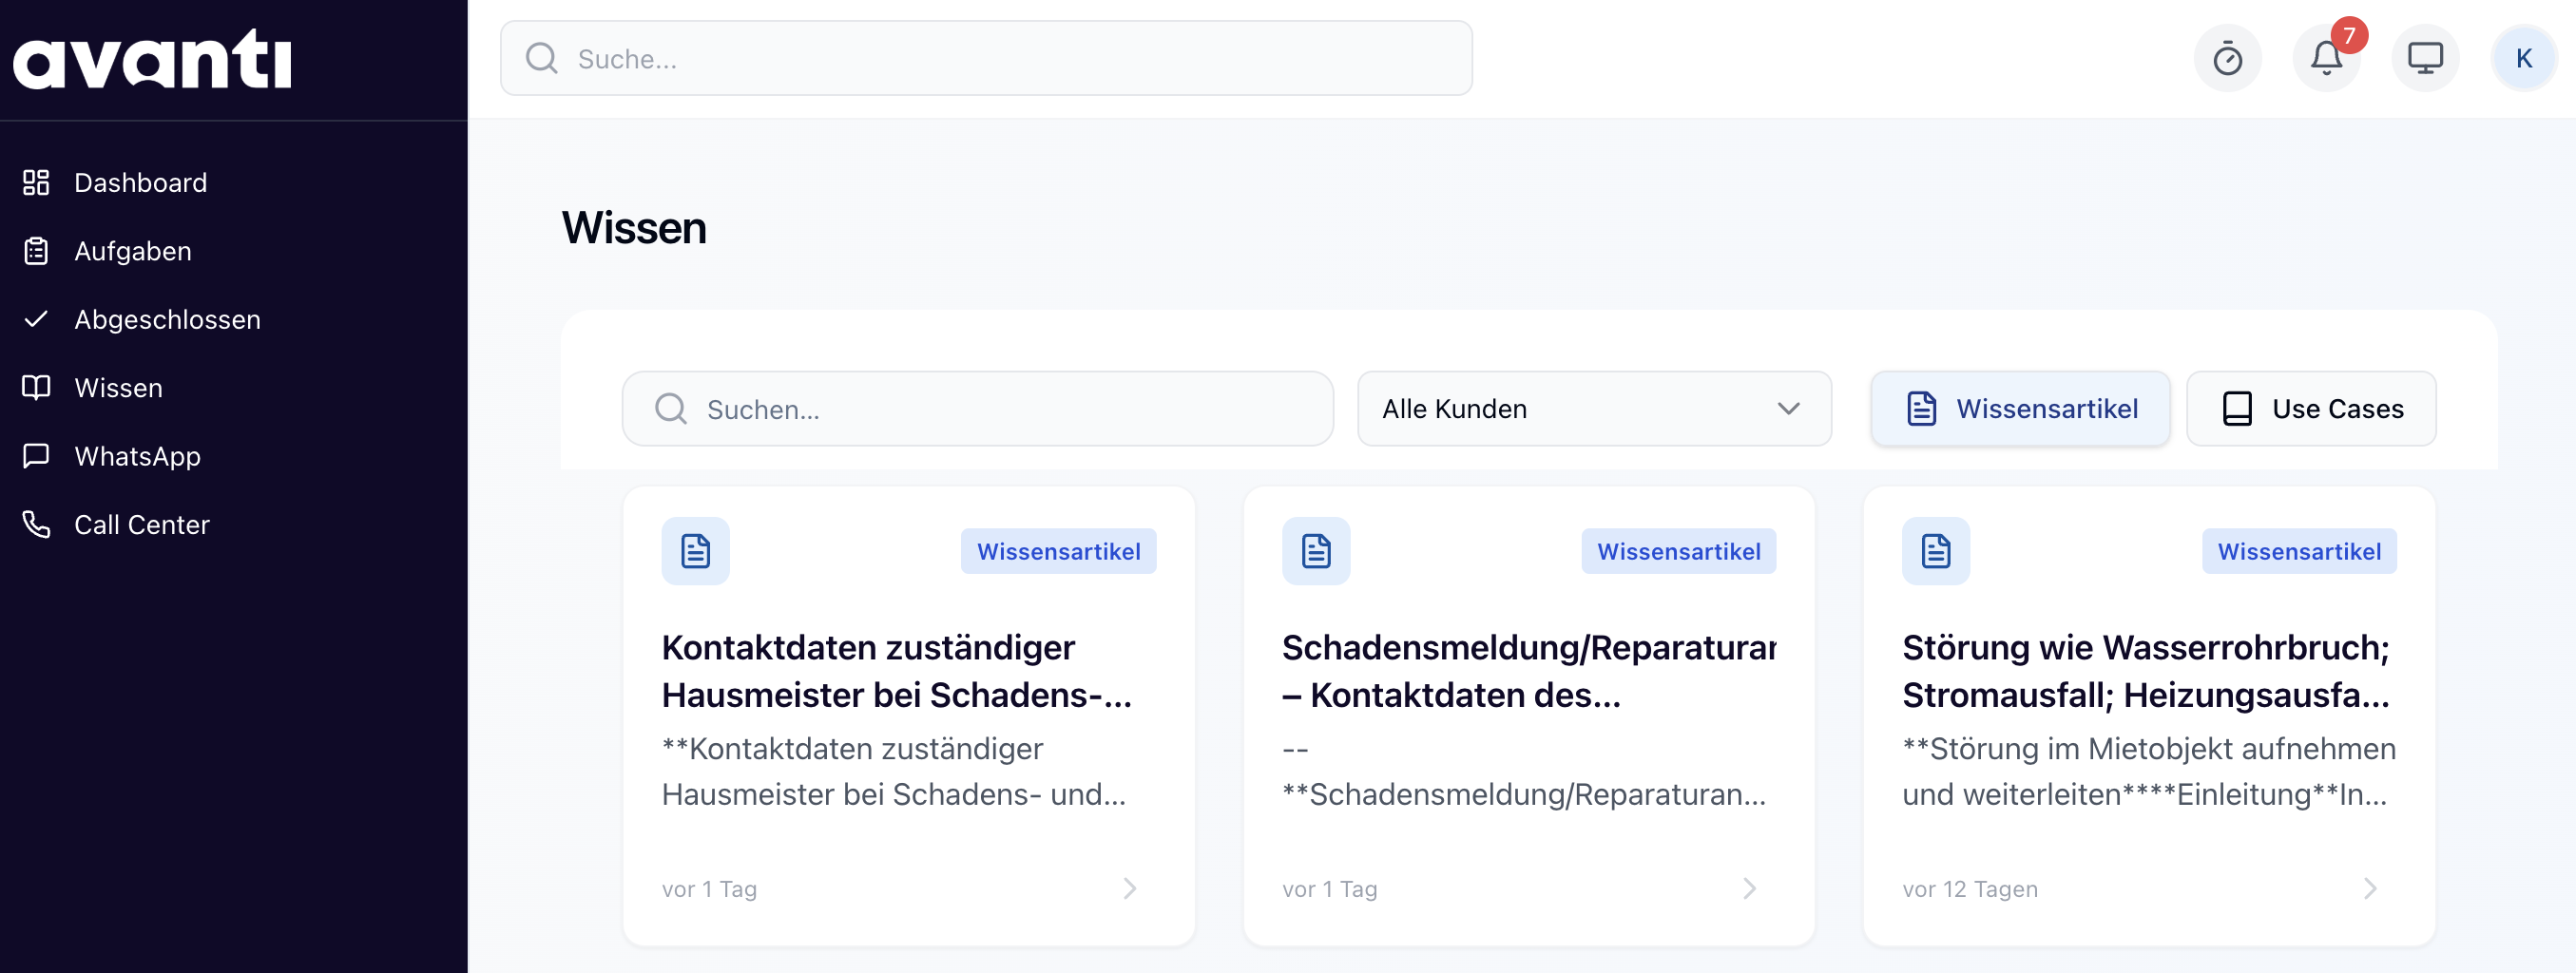 avantı
Suche...
7
K
Dashboard
Aufgaben
Abgeschlossen
Wissen
WhatsApp
Call Center
Wissen
Suchen...
Alle Kunden
Wissensartikel
Use Cases
Wissensartikel
Kontaktdaten zuständiger
Hausmeister bei Schadens-...
**Kontaktdaten zuständiger
Hausmeister bei Schadens- und...
vor 1 Tag
Wissensartikel
Schadensmeldung/Reparaturar
– Kontaktdaten des...
--
**Schadensmeldung/Reparaturan...
vor 1 Tag
Wissensartikel
Störung wie Wasserrohrbruch;
Stromausfall; Heizungsausfa...
**Störung im Mietobjekt aufnehmen
und weiterleiten****Einleitung**In...
vor 12 Tagen